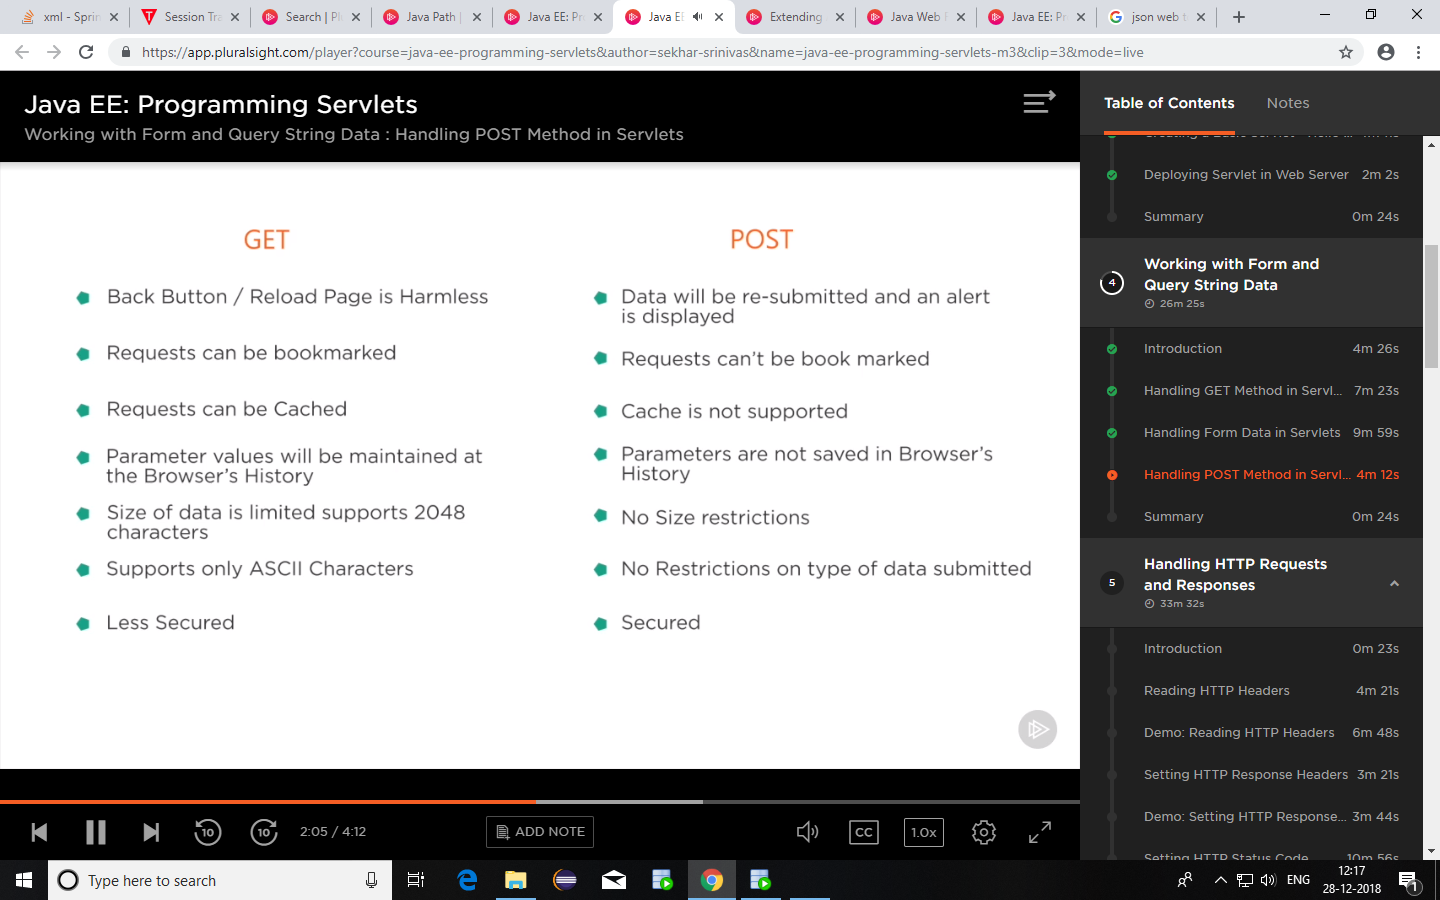 xml - Sprin
Session Tra
Search | Pl
Java Path |
Java EE: Pr
Java EE
Extending
Java Web F
Java EE: Pr
json web t
https://app.pluralsight.com/player?course=java-ee-programming-servlets&author=sekhar-srinivas&name=java-ee-programming-servlets-m3&clip=3&mode=live
Java EE: Programming Servlets
Working with Form and Query String Data : Handling POST Method in Servlets
GET
Back Button / Reload Page is Harmless
Requests can be bookmarked
Requests can be Cached
Parameter values will be maintained at
the Browser's History
Size of data is limited supports 2048
characters
Supports only ASCII Characters
Less Secured
POST
Data will be re-submitted and an alert
is displayed
Requests can't be book marked
Cache is not supported
Parameters are not saved in Browser's
History
No Size restrictions
No Restrictions on type of data submitted
Secured
10
10
2:05 / 4:12
ADD NOTE
CC
1.0x
Table of Contents
Notes
Deploying Servlet in Web Server 2m 2s
Summary 0m 24s
4
Working with Form and
Query String Data
26m 25s
Introduction 4m 26s
Handling GET Method in Servl... 7m 23s
Handling Form Data in Servlets 9m 59s
Handling POST Method in Servl... 4m 12s
Summary 0m 24s
5
Handling HTTP Requests
and Responses
33m 32s
Introduction 0m 23s
Reading HTTP Headers 4m 21s
Demo: Reading HTTP Headers 6m 48s
Setting HTTP Response Headers 3m 21s
Demo: Setting HTTP Response... 3m 44s
Setting HTTP Status Code 10m 56s
Type here to search
ENG
12:17
28-12-2018
1